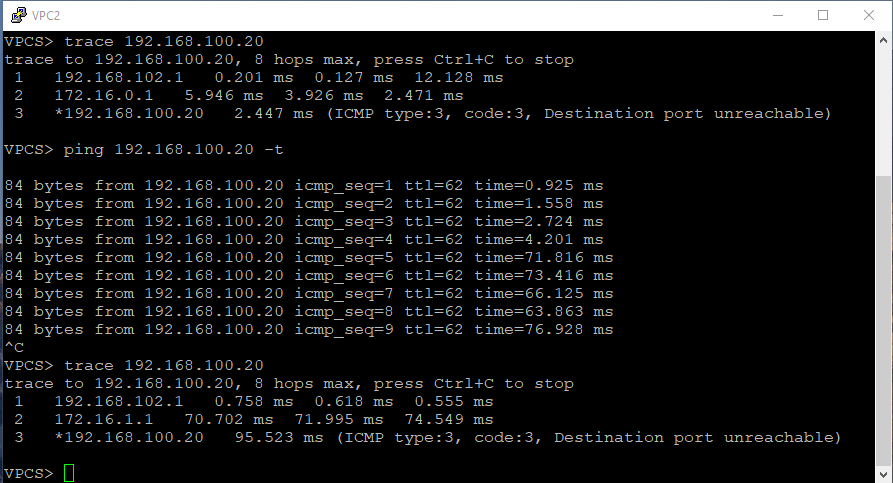 VPC2
VPCS> trace 192.168.100.20
trace to 192.168.100.20, 8 hops max, press Ctrl+C to stop
 1   192.168.102.1   0.201 ms  0.127 ms  12.128 ms
 2   172.16.0.1   5.946 ms  3.926 ms  2.471 ms
 3   *192.168.100.20   2.447 ms (ICMP type:3, code:3, Destination port unreachable)
VPCS> ping 192.168.100.20 -t
84 bytes from 192.168.100.20 icmp_seq=1 ttl=62 time=0.925 ms
84 bytes from 192.168.100.20 icmp_seq=2 ttl=62 time=1.558 ms
84 bytes from 192.168.100.20 icmp_seq=3 ttl=62 time=2.724 ms
84 bytes from 192.168.100.20 icmp_seq=4 ttl=62 time=4.201 ms
84 bytes from 192.168.100.20 icmp_seq=5 ttl=62 time=71.816 ms
84 bytes from 192.168.100.20 icmp_seq=6 ttl=62 time=73.416 ms
84 bytes from 192.168.100.20 icmp_seq=7 ttl=62 time=66.125 ms
84 bytes from 192.168.100.20 icmp_seq=8 ttl=62 time=63.863 ms
84 bytes from 192.168.100.20 icmp_seq=9 ttl=62 time=76.928 ms
^C
VPCS> trace 192.168.100.20
trace to 192.168.100.20, 8 hops max, press Ctrl+C to stop
 1   192.168.102.1   0.758 ms  0.618 ms  0.555 ms
 2   172.16.1.1   70.702 ms  71.995 ms  74.549 ms
 3   *192.168.100.20   95.523 ms (ICMP type:3, code:3, Destination port unreachable)
VPCS>